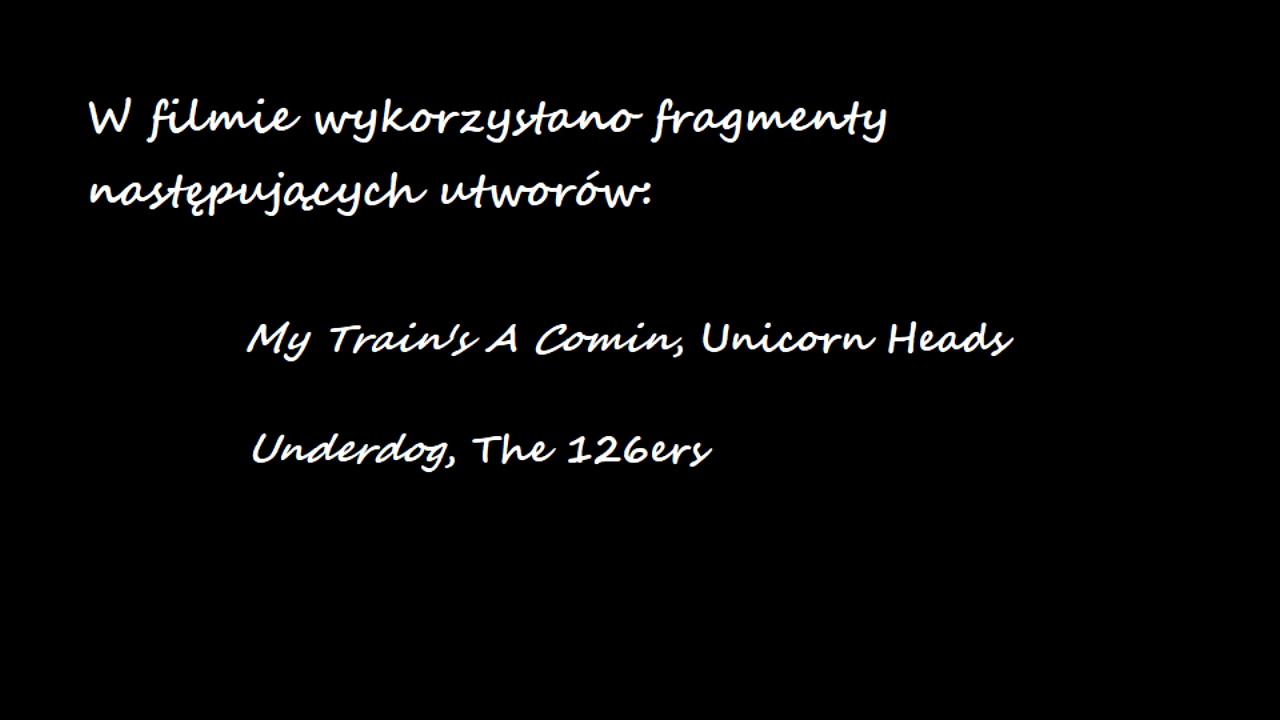 W filmie wykorzystano fragmenty
następujących utworów:
My Train's A Comin, Unicorn Heads
Underdog, The 126ers